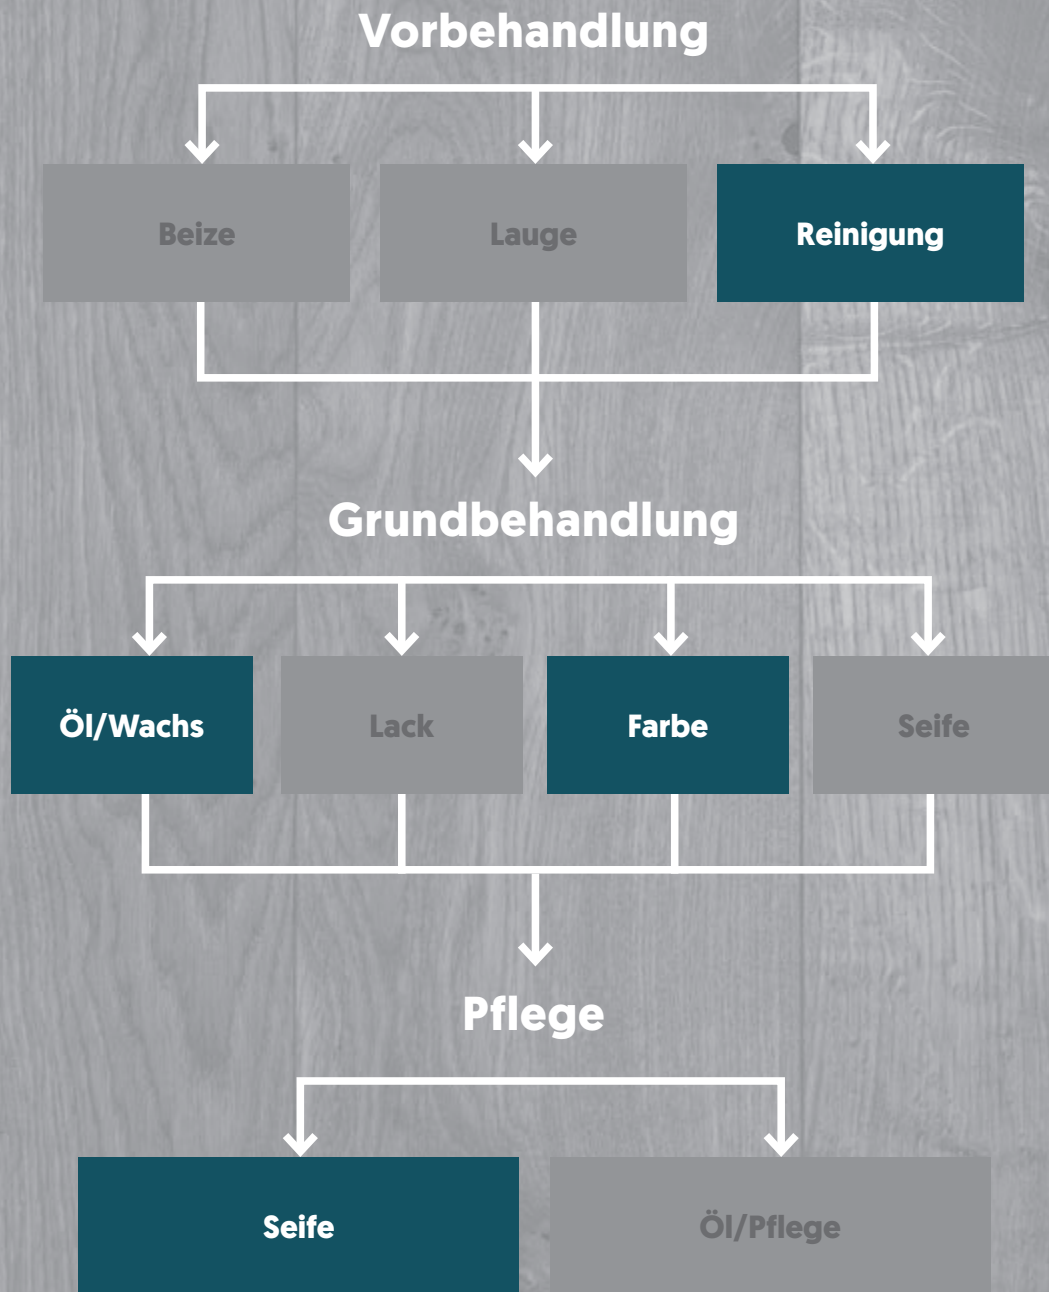 Vorbehandlung
Beize
Lauge
Reinigung
Grundbehandlung
Öl/Wachs
Lack
Farbe
Seife
Pflege
Seife
Öl/Pflege